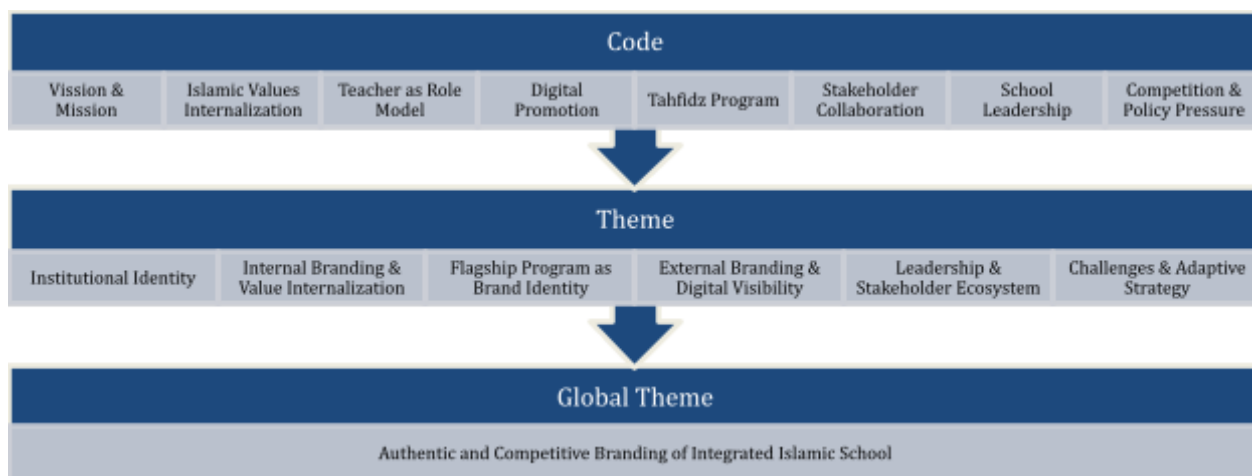 Code
Vission &
Mission
Islamic Values
Internalization
Teacher as Role
Model
Digital
Promotion
Tahfidz Program
Stakeholder
Collaboration
School
Leadership
Competition &
Policy Pressure
Theme
Institutional Identity
Internal Branding &
Value Internalization
Flagship Program as
Brand Identity
External Branding &
Digital Visibility
Leadership &
Stakeholder Ecosystem
Challenges & Adaptive
Strategy
Global Theme
Authentic and Competitive Branding of Integrated Islamic School